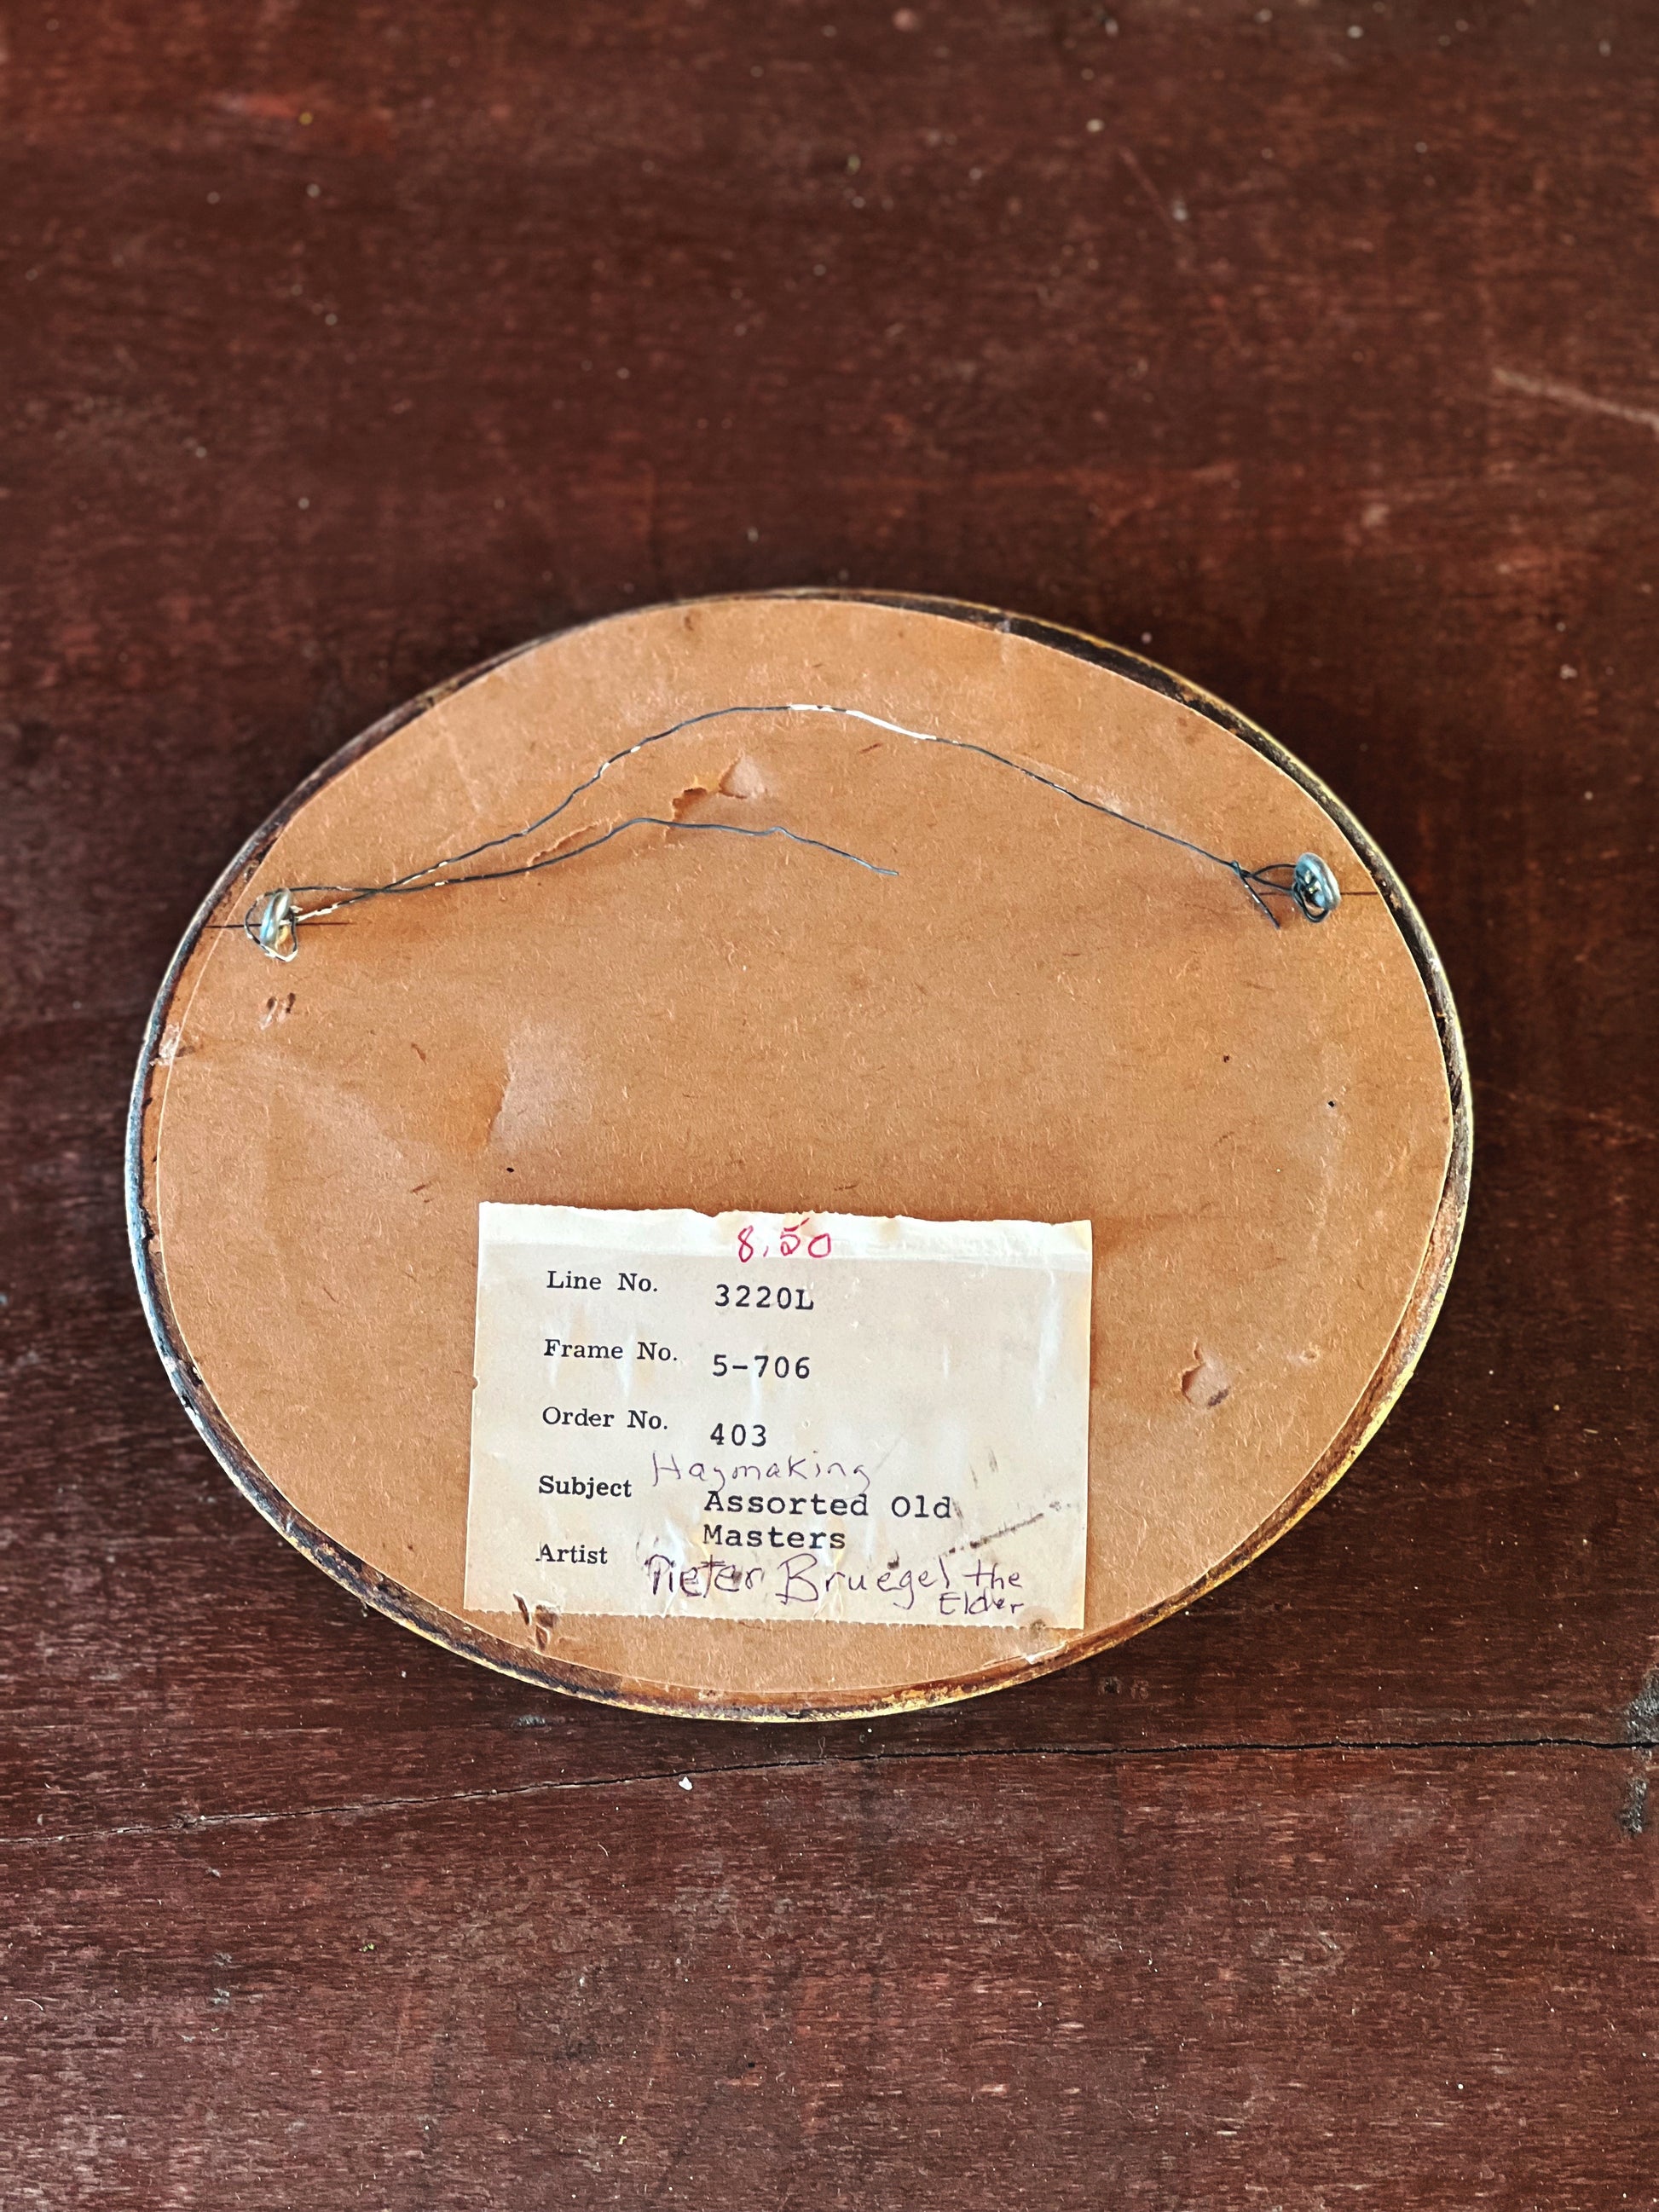 8.50
Line No. 3220L
Frame No. 5-706
Order No. 403
Haymaking
Subject Assorted Old
Masters
Artist Pieter Bruegel the
Elder